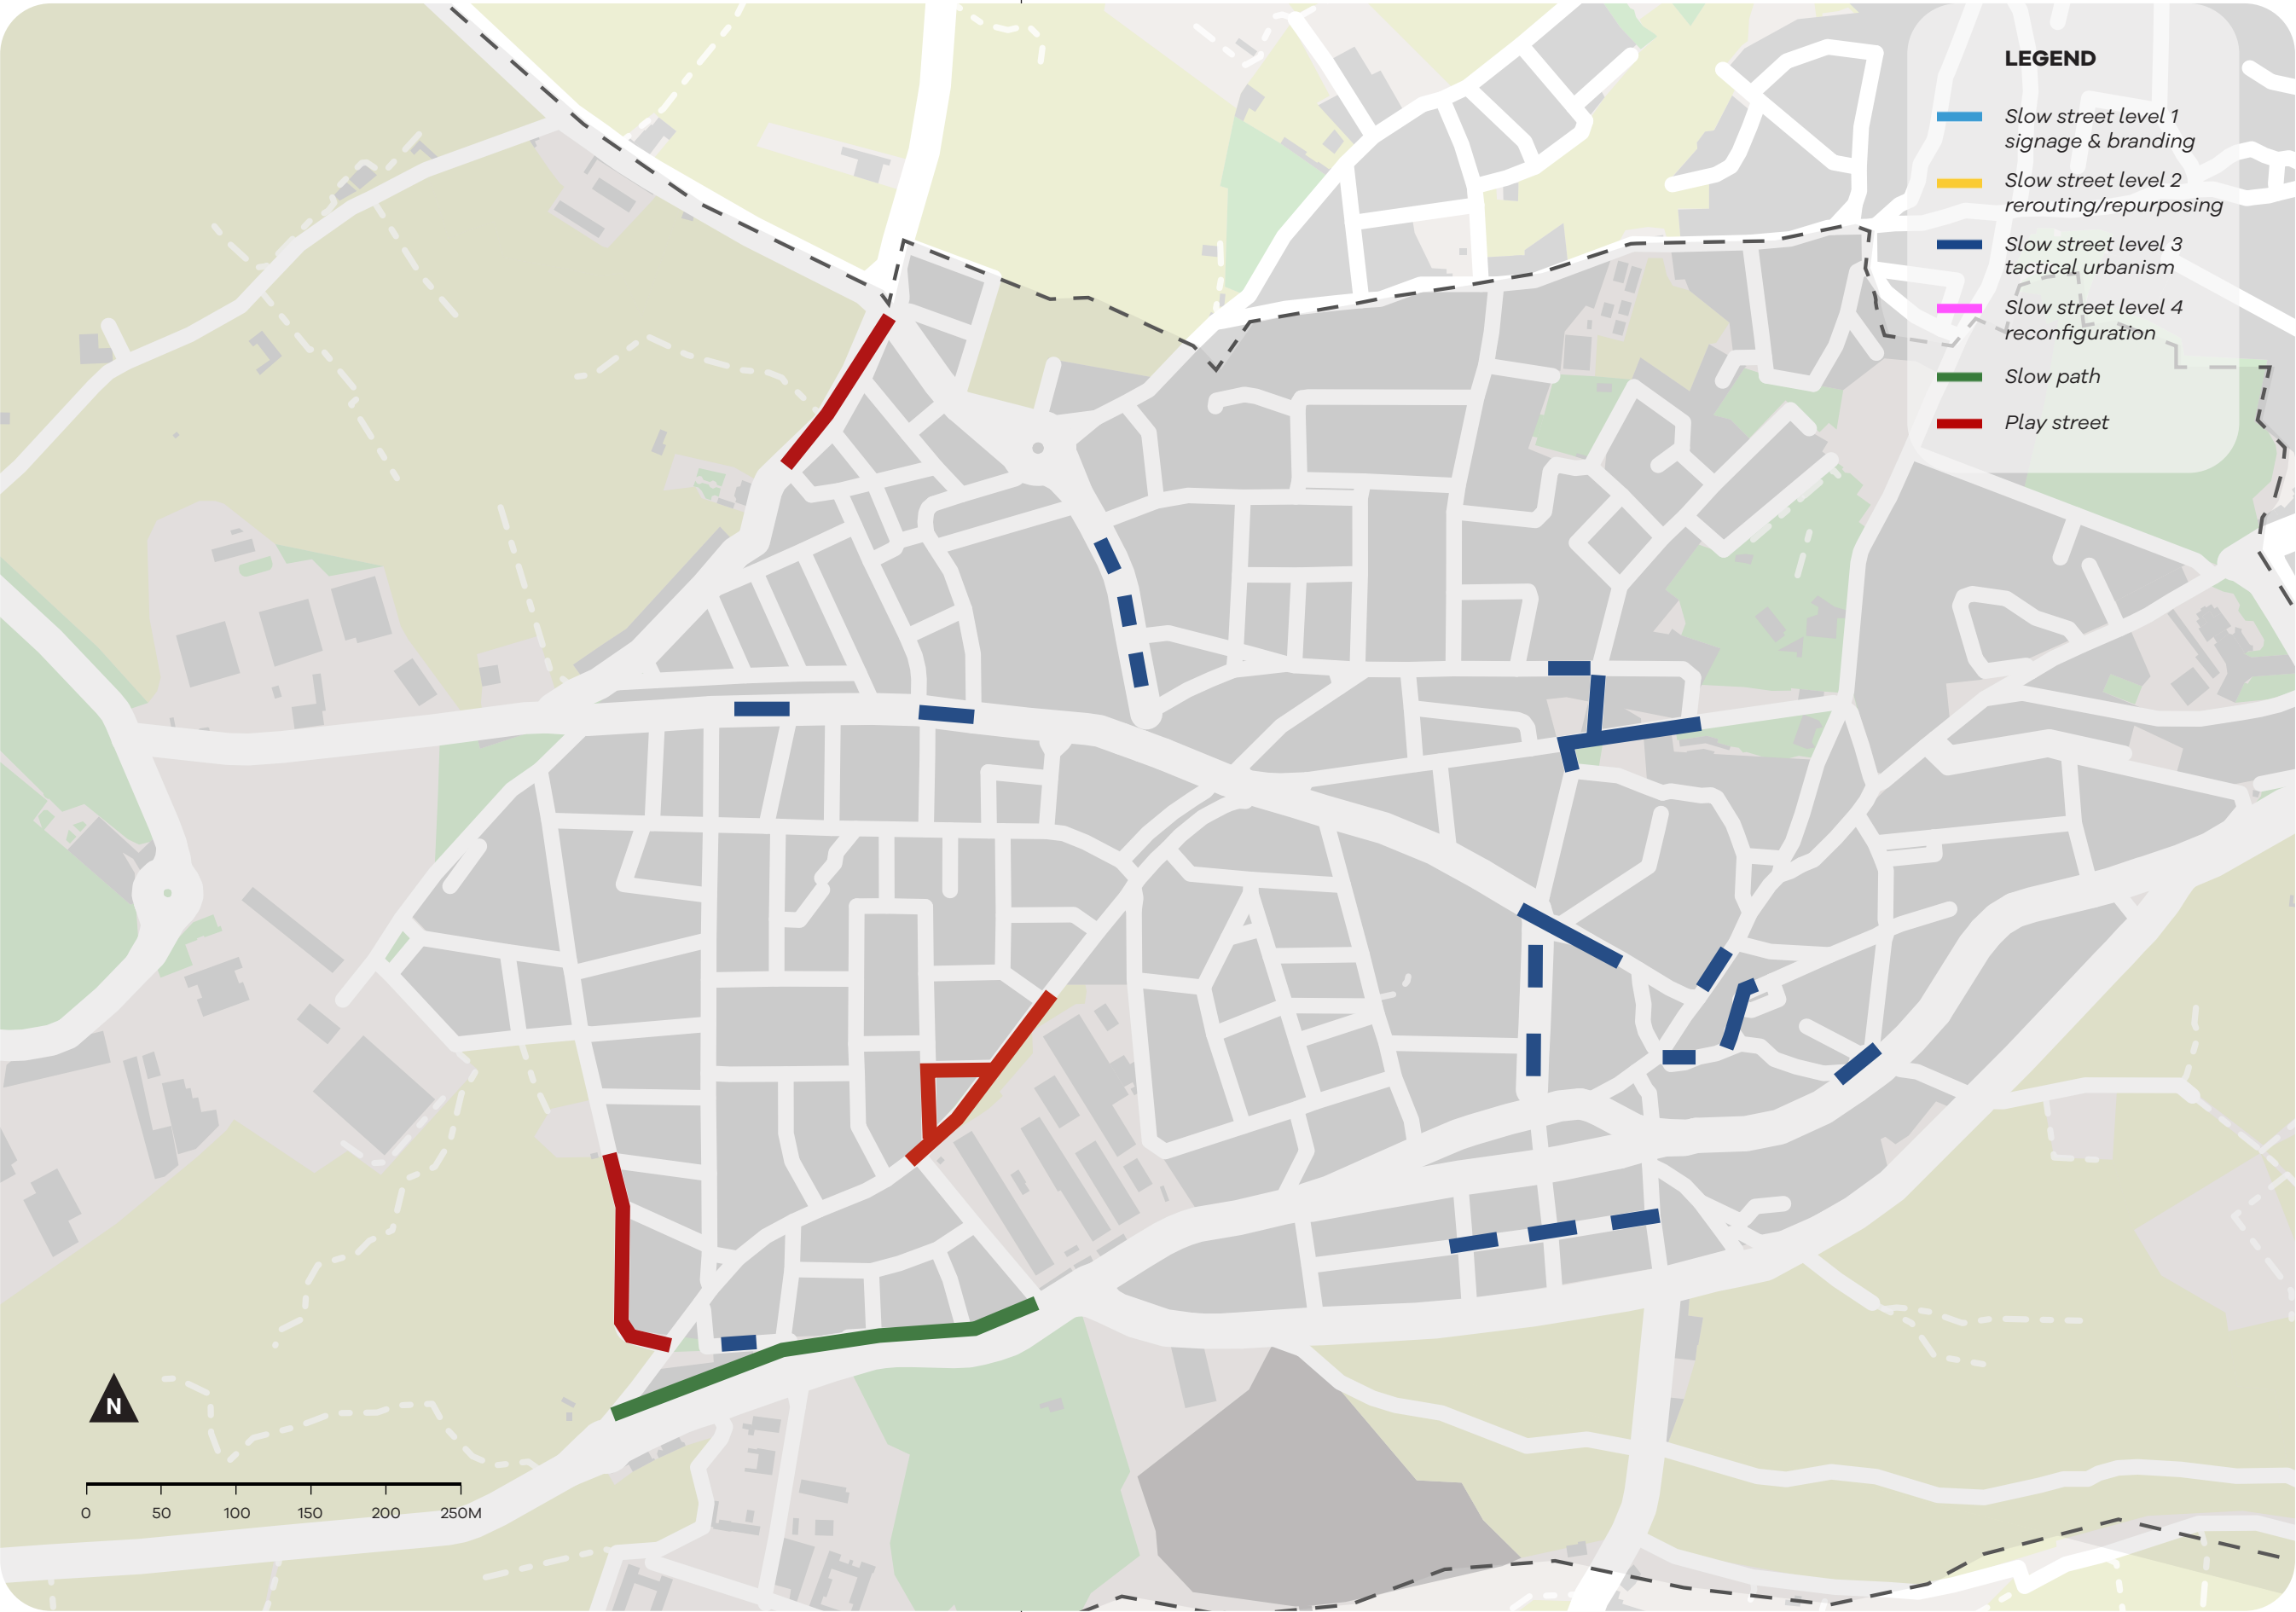 LEGEND
Slow street level 1
signage & branding
Slow street level 2
rerouting/repurposing
Slow street level 3
tactical urbanism
Slow street level 4
reconfiguration
Slow path
Play street
N
0 50 100 150 200 250M